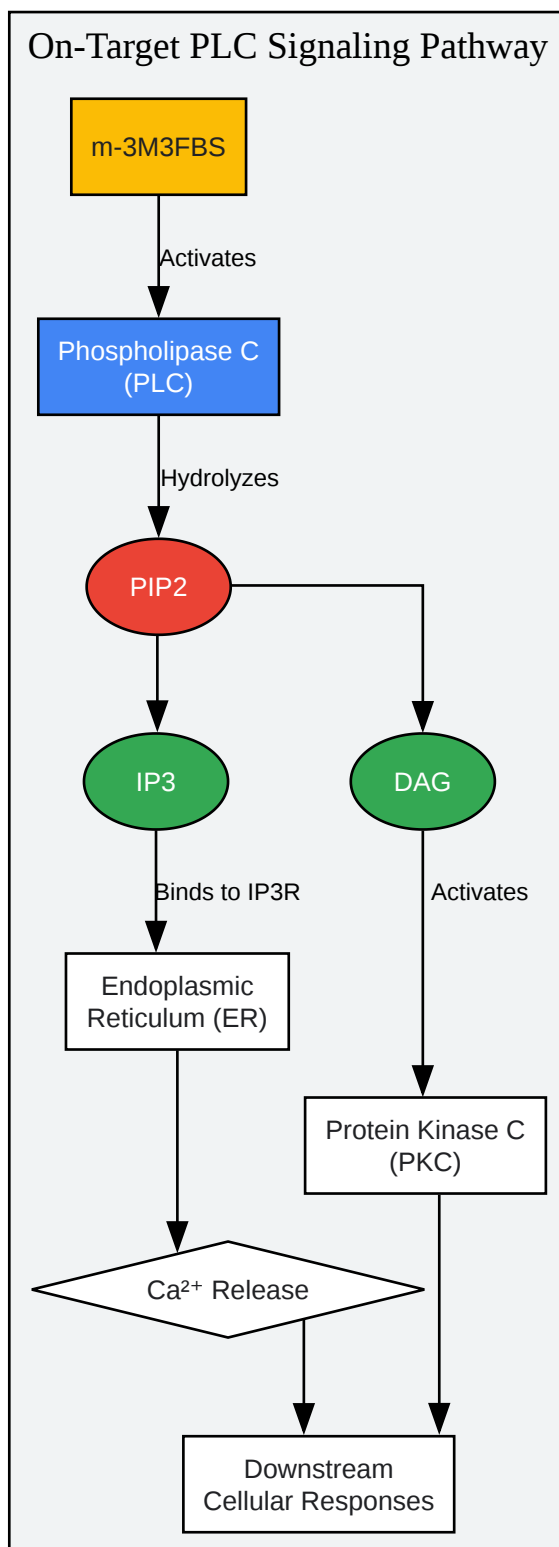 On-Target PLC Signaling Pathway
m-3M3FBS
Activates
Phospholipase C
(PLC)
Hydrolyzes
PIP2
IP3
DAG
Binds to IP3R
Activates
Endoplasmic
Reticulum (ER)
Protein Kinase C
(PKC)
Ca²⁺ Release
Downstream
Cellular Responses